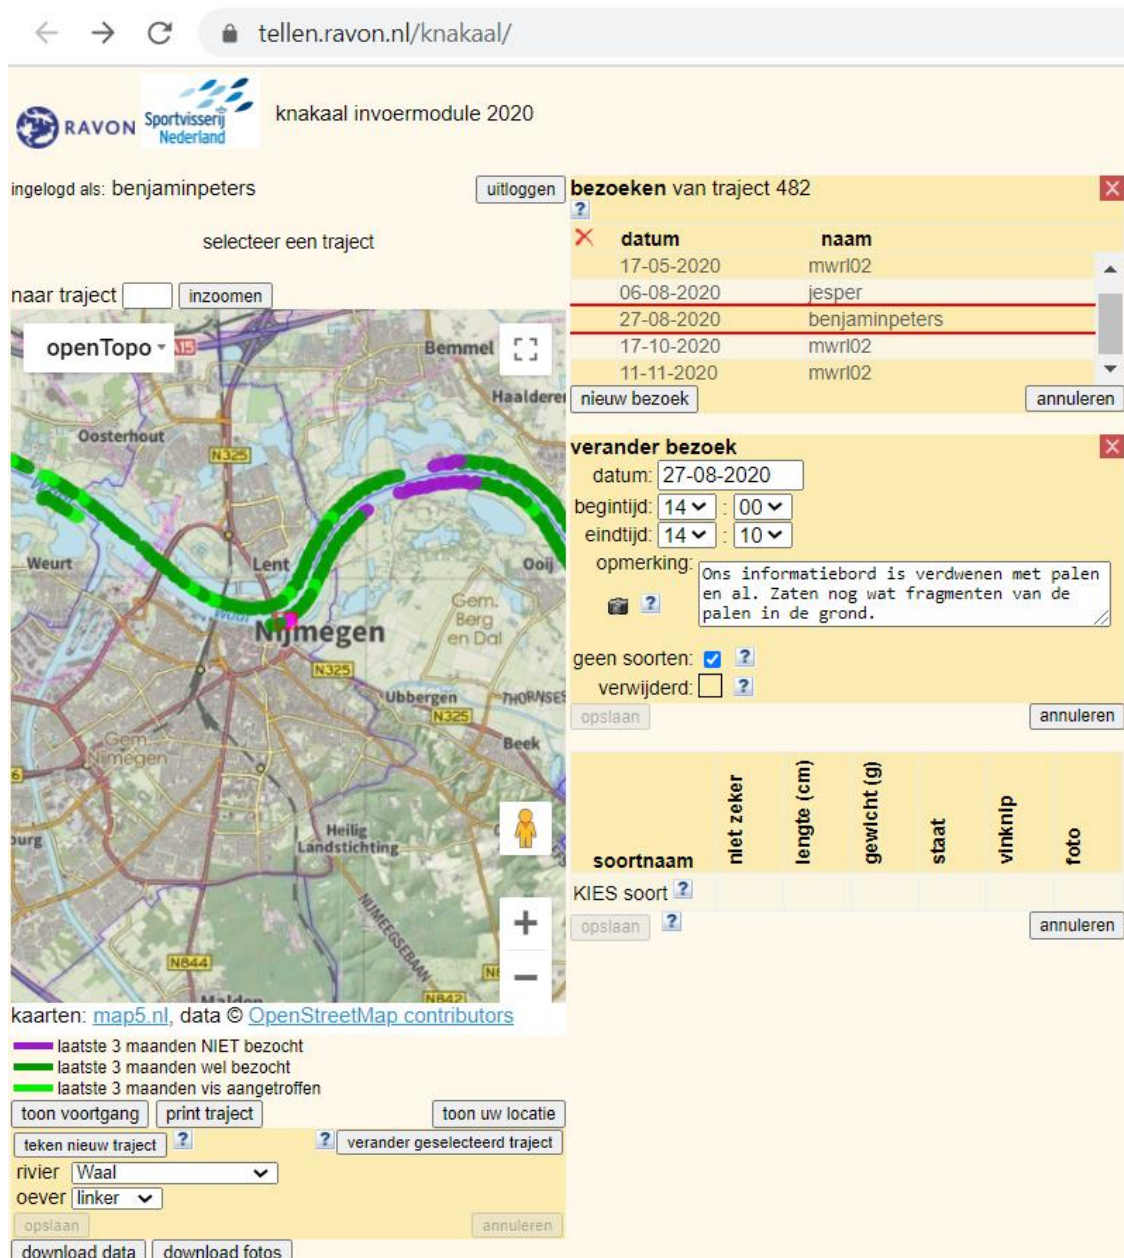 tellen.ravon.nl/knakaal/
RAVON
Sportvisserij
Nederland
knakaal invoermodule 2020
ingelogd als: benjaminpeters
uitloggen
selecteer een traject
naar traject
inzoomen
openTopo
A15
Bemmel
Haalderen
Oosterhout
N325
Weurt
Lent
Ooij
Waal
Gem.
Berg
en Dal
Nijmegen
N325
Ubbergen
N325
Beek
Gem.
Nijmegen
Heilig
Landstichting
NIJMEEGSEBAAN
N844
Malden
N842
kaarten: map5.nl, data © OpenStreetMap contributors
laatste 3 maanden NIET bezocht
laatste 3 maanden wel bezocht
laatste 3 maanden vis aangetroffen
toon voortgang print traject toon uw locatie
teken nieuw traject ? ? verander geselecteerd traject
rivier Waal
oever linker
opslaan annuleren
download data download fotos
bezoeken van traject 482
?
datum naam
17-05-2020 mwrl02
06-08-2020 jesper
27-08-2020 benjaminpeters
17-10-2020 mwrl02
11-11-2020 mwrl02
nieuw bezoek annuleren
verander bezoek
datum: 27-08-2020
begintijd: 14 : 00
eindtijd: 14 : 10
opmerking:
?
Ons informatiebord is verdwenen met palen
en al. Zaten nog wat fragmenten van de
palen in de grond.
geen soorten: ?
verwijderd: ?
opslaan annuleren
soortnaam niet zeker lengte (cm) gewicht (g) staat vinknip foto
KIES soort ?
opslaan ? annuleren